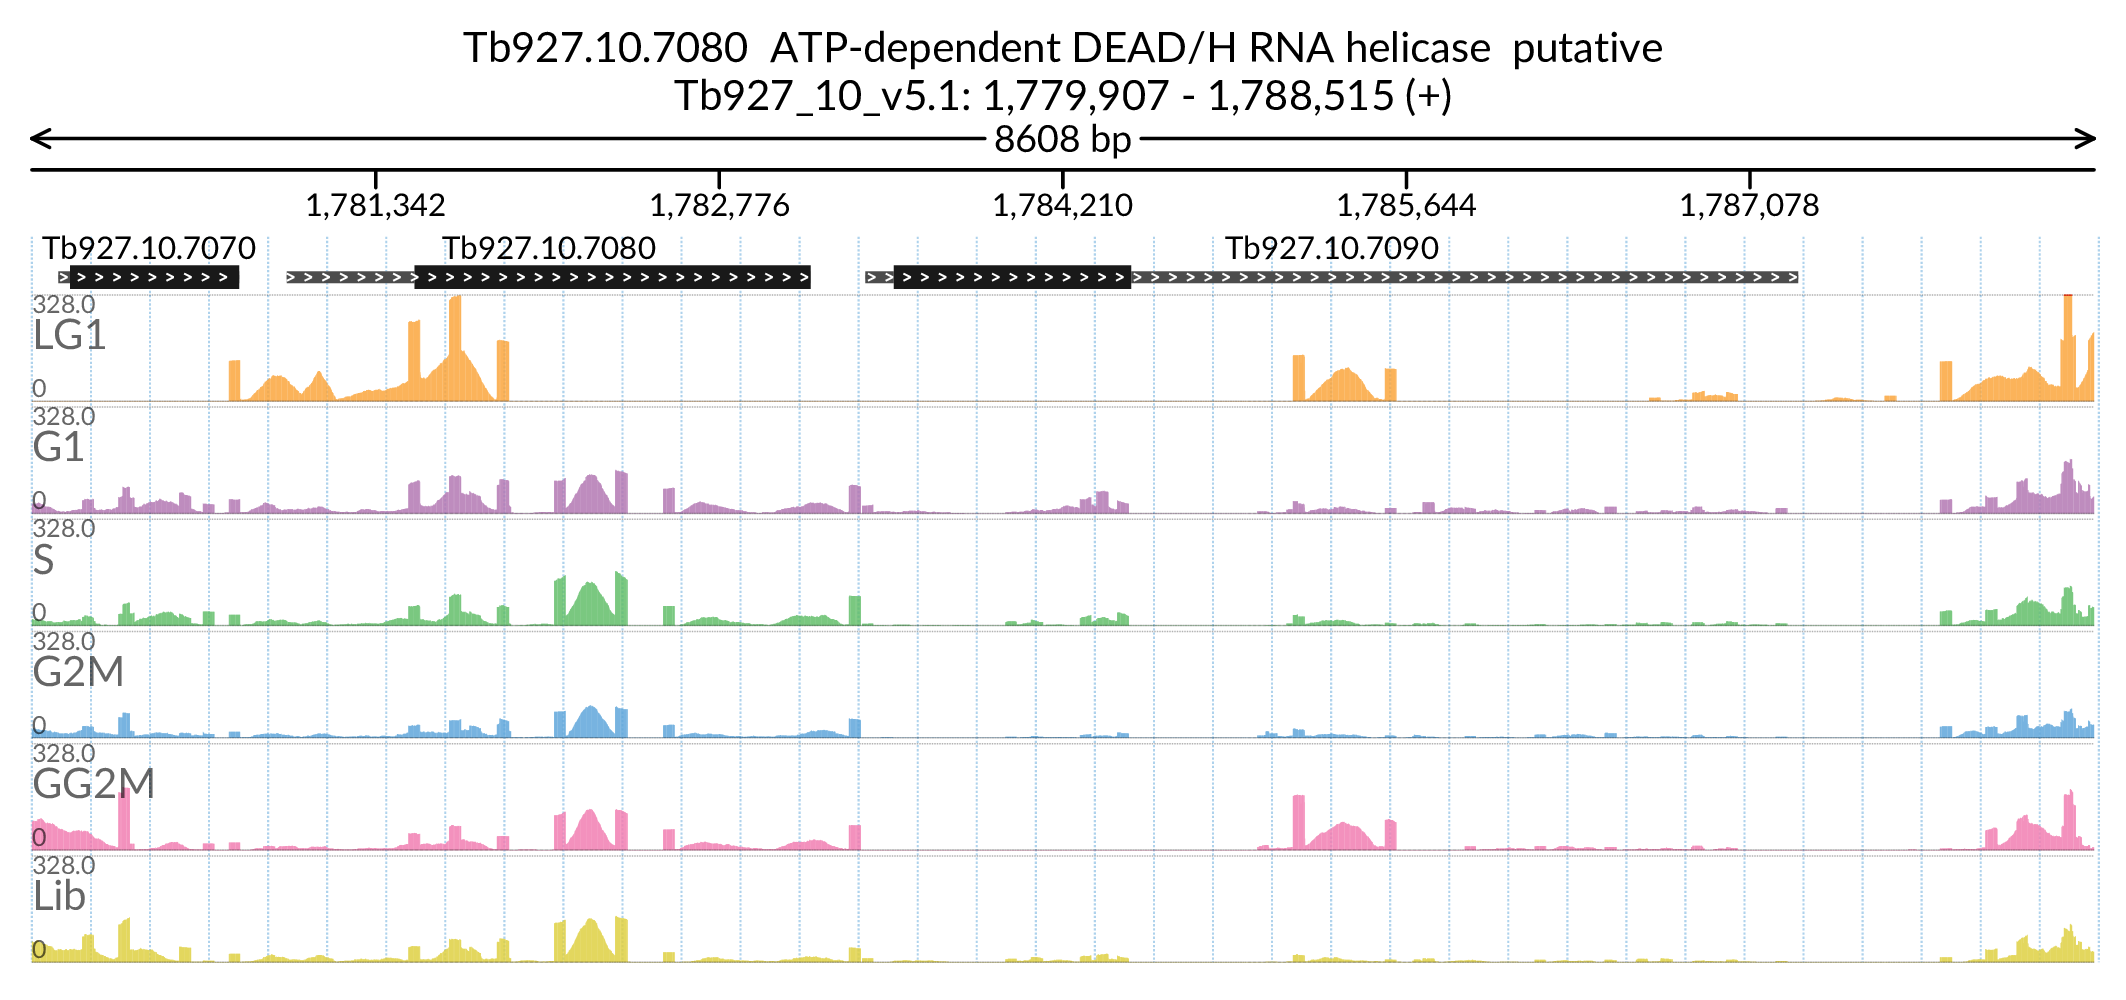 Tb927.10.7080  ATP-dependent DEAD/H RNA helicase  putative
Tb927_10_v5.1: 1,779,907 - 1,788,515 (+)
8608 bp
1,781,342 1,782,776 1,784,210 1,785,644 1,787,078
Tb927.10.7070 Tb927.10.7080 Tb927.10.7090
328.0
LG1
0
328.0
G1
0
328.0
S
0
328.0
G2M
0
328.0
GG2M
0
328.0
Lib
0